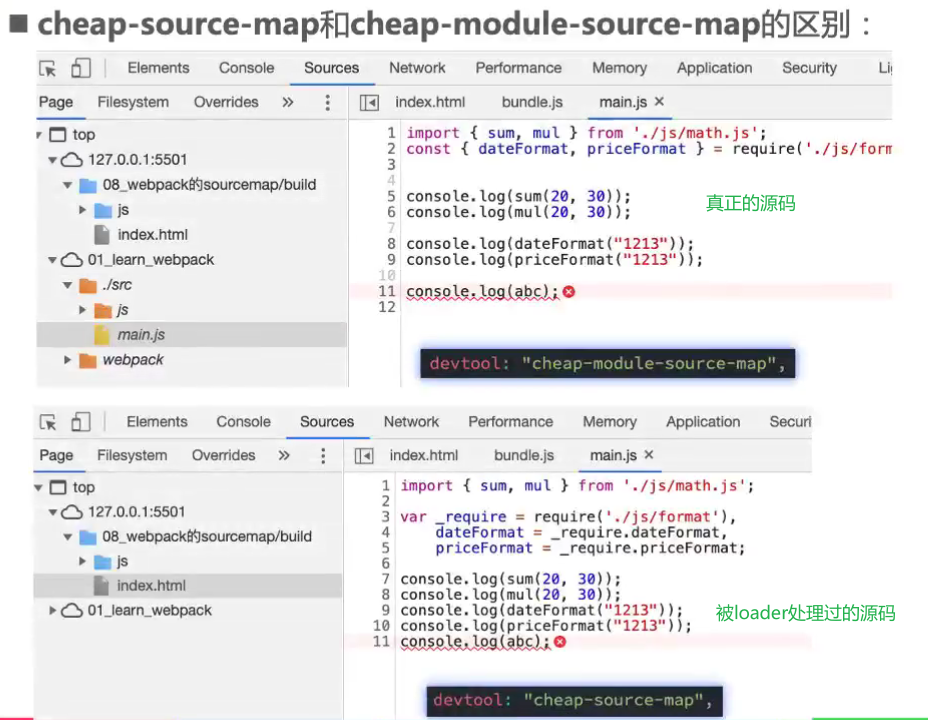 ■ cheap-source-map和cheap-module-source-map的区别：
Elements Console Sources Network Performance Memory Application Security Li
Page Filesystem Overrides » ⋮ index.html bundle.js main.js ×
top
127.0.0.1:5501
08_webpack的sourcemap/build
js
index.html
01_learn_webpack
./src
js
main.js
webpack
1 import { sum, mul } from './js/math.js';
2 const { dateFormat, priceFormat } = require('./js/form
3
4
5 console.log(sum(20, 30));
6 console.log(mul(20, 30));
7
8 console.log(dateFormat("1213"));
9 console.log(priceFormat("1213"));
10
11 console.log(abc);
12
真正的源码
devtool: "cheap-module-source-map",
Elements Console Sources Network Performance Memory Application Securi
Page Filesystem Overrides » ⋮ index.html bundle.js main.js ×
top
127.0.0.1:5501
08_webpack的sourcemap/build
js
index.html
01_learn_webpack
1 import { sum, mul } from './js/math.js';
2
3 var _require = require('./js/format'),
4 dateFormat = _require.dateFormat,
5 priceFormat = _require.priceFormat;
6
7 console.log(sum(20, 30));
8 console.log(mul(20, 30));
9 console.log(dateFormat("1213"));
10 console.log(priceFormat("1213"));
11 console.log(abc);
被loader处理过的源码
devtool: "cheap-source-map",